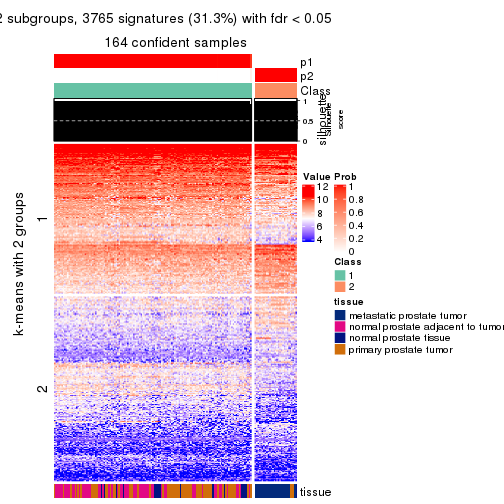 2 subgroups, 3765 signatures (31.3%) with fdr < 0.05
164 confident samples
p1
p2
Class
1
0.5
0
silhouette
Silhouette
score
k-means with 2 groups
1
2
Value
12
10
8
6
4
Prob
1
0.8
0.6
0.4
0.2
0
Class
1
2
tissue
metastatic prostate tumor
normal prostate adjacent to tumor
normal prostate tissue
primary prostate tumor
tissue